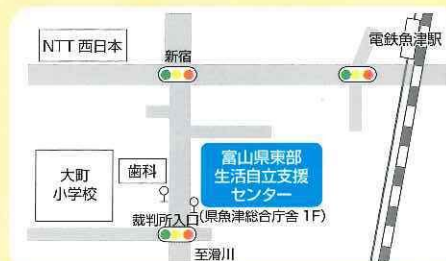 NTT 西日本
新宿
電鉄魚津駅
大町
小学校
歯科
富山県東部
生活自立支援
センター
(県魚津総合庁舎 1F)
裁判所入口
至滑川